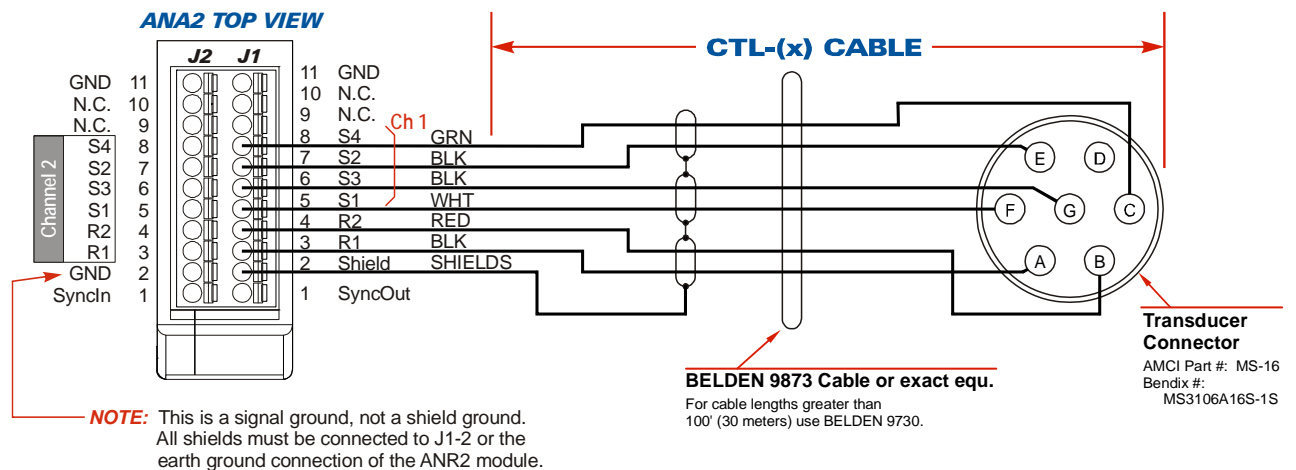 ANA2 TOP VIEW
CTL-(x) CABLE
J2 J1
GND 11
N.C. 10
N.C. 9
S4 8
S2 7
S3 6
S1 5
R2 4
R1 3
GND 2
SyncIn 1
Channel 2
11 GND
10 N.C.
9 N.C.
Ch 1
8 S4 GRN
7 S2 BLK
6 S3 BLK
5 S1 WHT
4 R2 RED
3 R1 BLK
2 Shield SHIELDS
1 SyncOut
E D
F G C
A B
Transducer
Connector
AMCI Part #: MS-16
Bendix #:
MS3106A16S-1S
BELDEN 9873 Cable or exact equ.
For cable lengths greater than
100' (30 meters) use BELDEN 9730.
NOTE: This is a signal ground, not a shield ground.
All shields must be connected to J1-2 or the
earth ground connection of the ANR2 module.